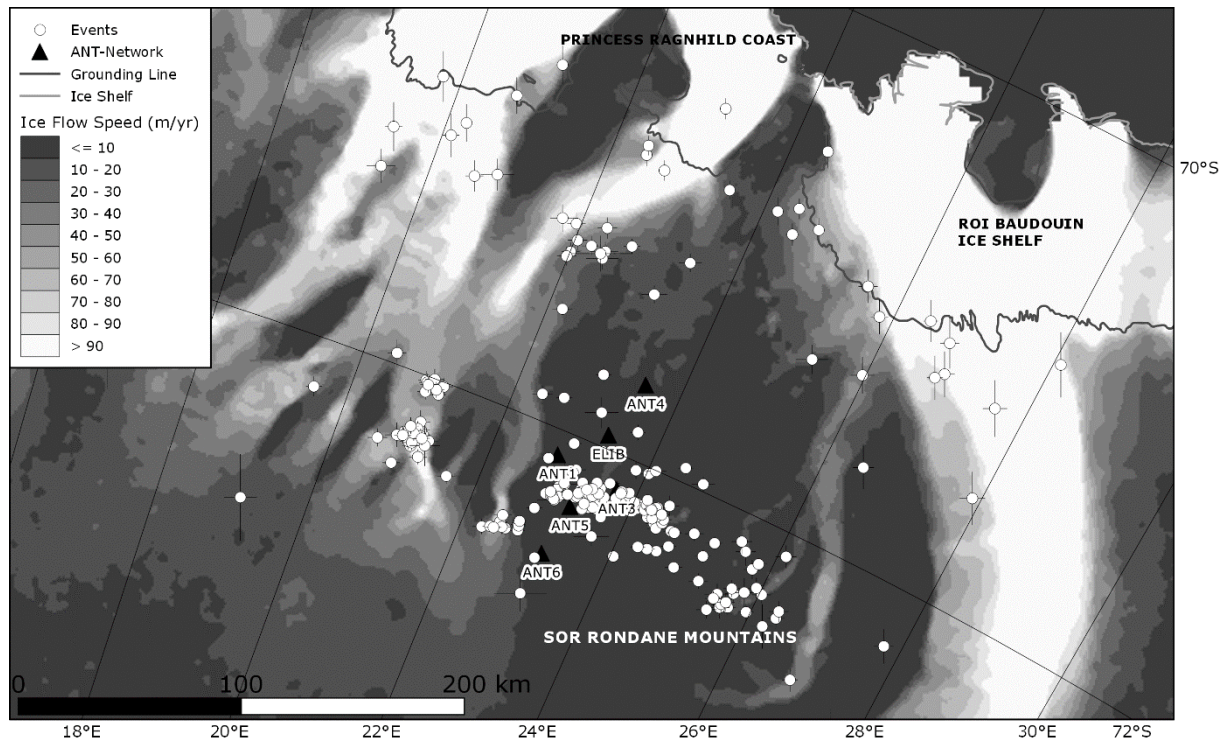 Events
ANT-Network
Grounding Line
Ice Shelf
Ice Flow Speed (m/yr)
<= 10
10 - 20
20 - 30
30 - 40
40 - 50
50 - 60
60 - 70
70 - 80
80 - 90
> 90
PRINCESS RAGNHILD COAST
70°S
ROI BAUDOUIN
ICE SHELF
ANT4
ELIB
ANT1
ANT3
ANT5
ANT6
SOR RONDANE MOUNTAINS
0 100 200 km
18°E 20°E 22°E 24°E 26°E 28°E 30°E 72°S